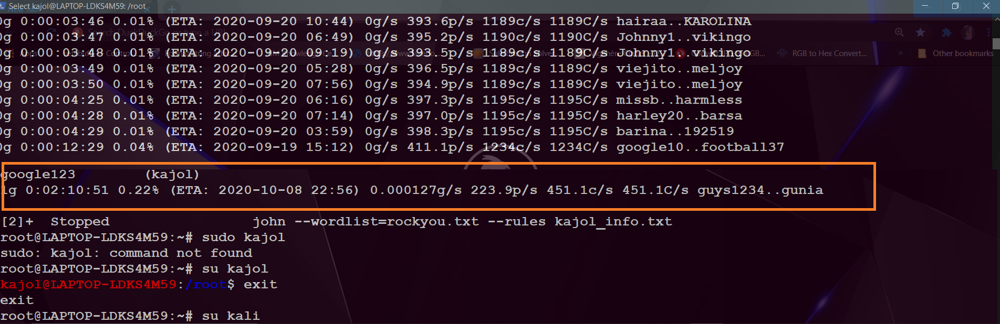 Select kajol@LAPTOP-LDKS4M59: /root
New Tab
0g 0:00:03:46 0.01% (ETA: 2020-09-20 10:44) 0g/s 393.6p/s 1189c/s 1189C/s hairaa..KAROLINA
Search DuckDuckGo or type a URL
0g 0:00:03:47 0.01% (ETA: 2020-09-20 06:49) 0g/s 395.2p/s 1190c/s 1190C/s Johnny1..vikingo
0g 0:00:03:48 0.01% (ETA: 2020-09-20 09:19) 0g/s 393.5p/s 1189c/s 1189C/s Johnny1..vikingo
Apps RGB to Hex Convert... » Other bookmarks
0g 0:00:03:49 0.01% (ETA: 2020-09-20 05:28) 0g/s 396.5p/s 1189c/s 1189C/s viejito..meljoy
0g 0:00:03:50 0.01% (ETA: 2020-09-20 07:56) 0g/s 394.9p/s 1189c/s 1189C/s viejito..meljoy
0g 0:00:04:25 0.01% (ETA: 2020-09-20 06:16) 0g/s 397.3p/s 1195c/s 1195C/s missb..harmless
0g 0:00:04:28 0.01% (ETA: 2020-09-20 07:14) 0g/s 397.0p/s 1195c/s 1195C/s harley20..barsa
0g 0:00:04:29 0.01% (ETA: 2020-09-20 03:59) 0g/s 398.3p/s 1195c/s 1195C/s barina..192519
0g 0:00:12:29 0.04% (ETA: 2020-09-19 15:12) 0g/s 411.1p/s 1234c/s 1234C/s google10..football37
google123 (kajol)
1g 0:02:10:51 0.22% (ETA: 2020-10-08 22:56) 0.000127g/s 223.9p/s 451.1c/s 451.1C/s guys1234..gunia
[2]+ Stopped john --wordlist=rockyou.txt --rules kajol_info.txt
root@LAPTOP-LDKS4M59:~# sudo kajol
sudo: kajol: command not found
root@LAPTOP-LDKS4M59:~# su kajol
kajol@LAPTOP-LDKS4M59:/root$ exit
exit
root@LAPTOP-LDKS4M59:~# su kali